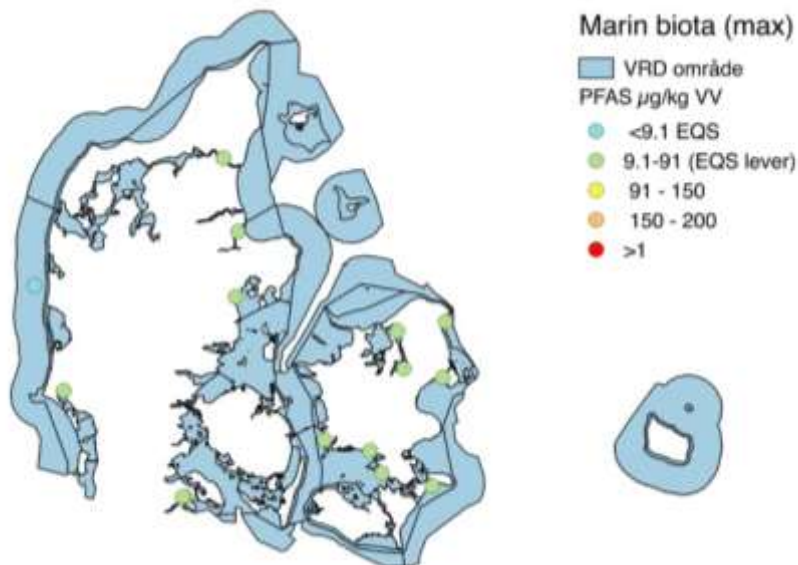 Marin biota (max)
VRD område
PFAS µg/kg VV
<9.1 EQS
9.1-91 (EQS lever)
91 - 150
150 - 200
>1